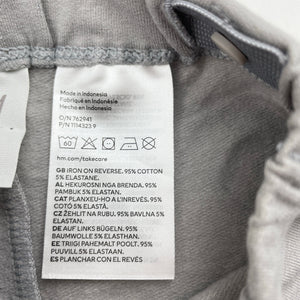 Made in Indonesia
Fabriqué en Indonésie
Hecho en Indonesia
O/N 762941
P/N 1114323.9
60
hm.com/takecare
GB IRON ON REVERSE. 95% COTTON
5% ELASTANE.
AL HEKUROSNI NGA BRENDA. 95%
PAMBUK 5% ELASTAN.
CAT PLANXEU-HO A L'INREVÉS. 95%
COTÓ 5% ELASTÀ.
CZ ŽEHLIT NA RUBU. 95% BAVLNA 5%
ELASTAN.
DE AUF LINKS BÜGELN. 95%
BAUMWOLLE 5% ELASTHAN.
EE TRIIGI PAHEMALT POOLT. 95%
PUUVILL 5% ELASTAAN.
ES PLANCHAR CON EL REVÉS